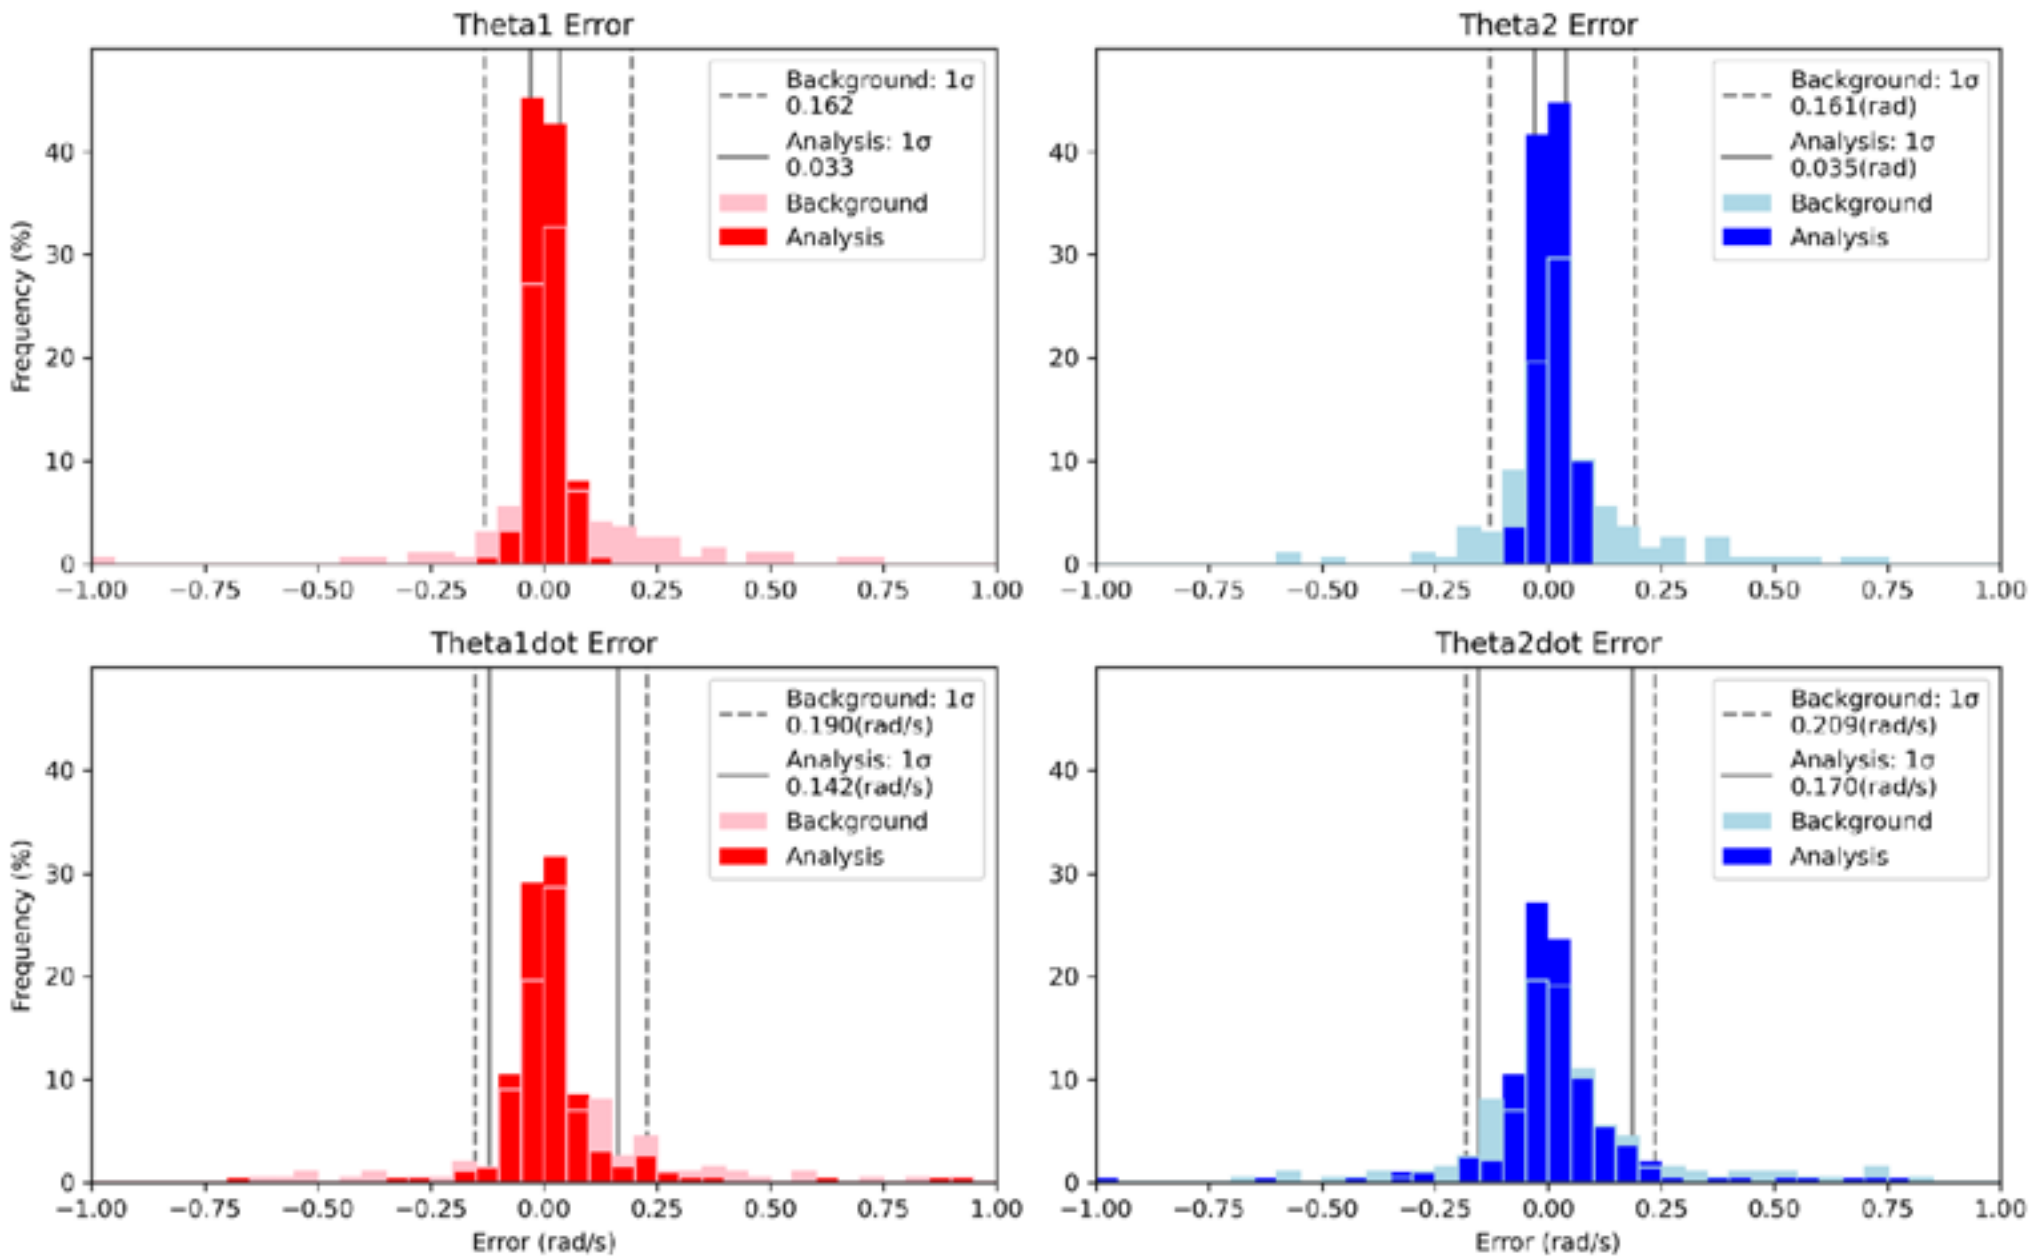 Theta1 Error
Frequency (%)
40
30
20
10
0
−1.00 −0.75 −0.50 −0.25 0.00 0.25 0.50 0.75 1.00
Background: 1σ
0.162
Analysis: 1σ
0.033
Background
Analysis
Theta2 Error
40
30
20
10
0
−1.00 −0.75 −0.50 −0.25 0.00 0.25 0.50 0.75 1.00
Background: 1σ
0.161(rad)
Analysis: 1σ
0.035(rad)
Background
Analysis
Theta1dot Error
Frequency (%)
40
30
20
10
0
−1.00 −0.75 −0.50 −0.25 0.00 0.25 0.50 0.75 1.00
Error (rad/s)
Background: 1σ
0.190(rad/s)
Analysis: 1σ
0.142(rad/s)
Background
Analysis
Theta2dot Error
40
30
20
10
0
−1.00 −0.75 −0.50 −0.25 0.00 0.25 0.50 0.75 1.00
Error (rad/s)
Background: 1σ
0.209(rad/s)
Analysis: 1σ
0.170(rad/s)
Background
Analysis